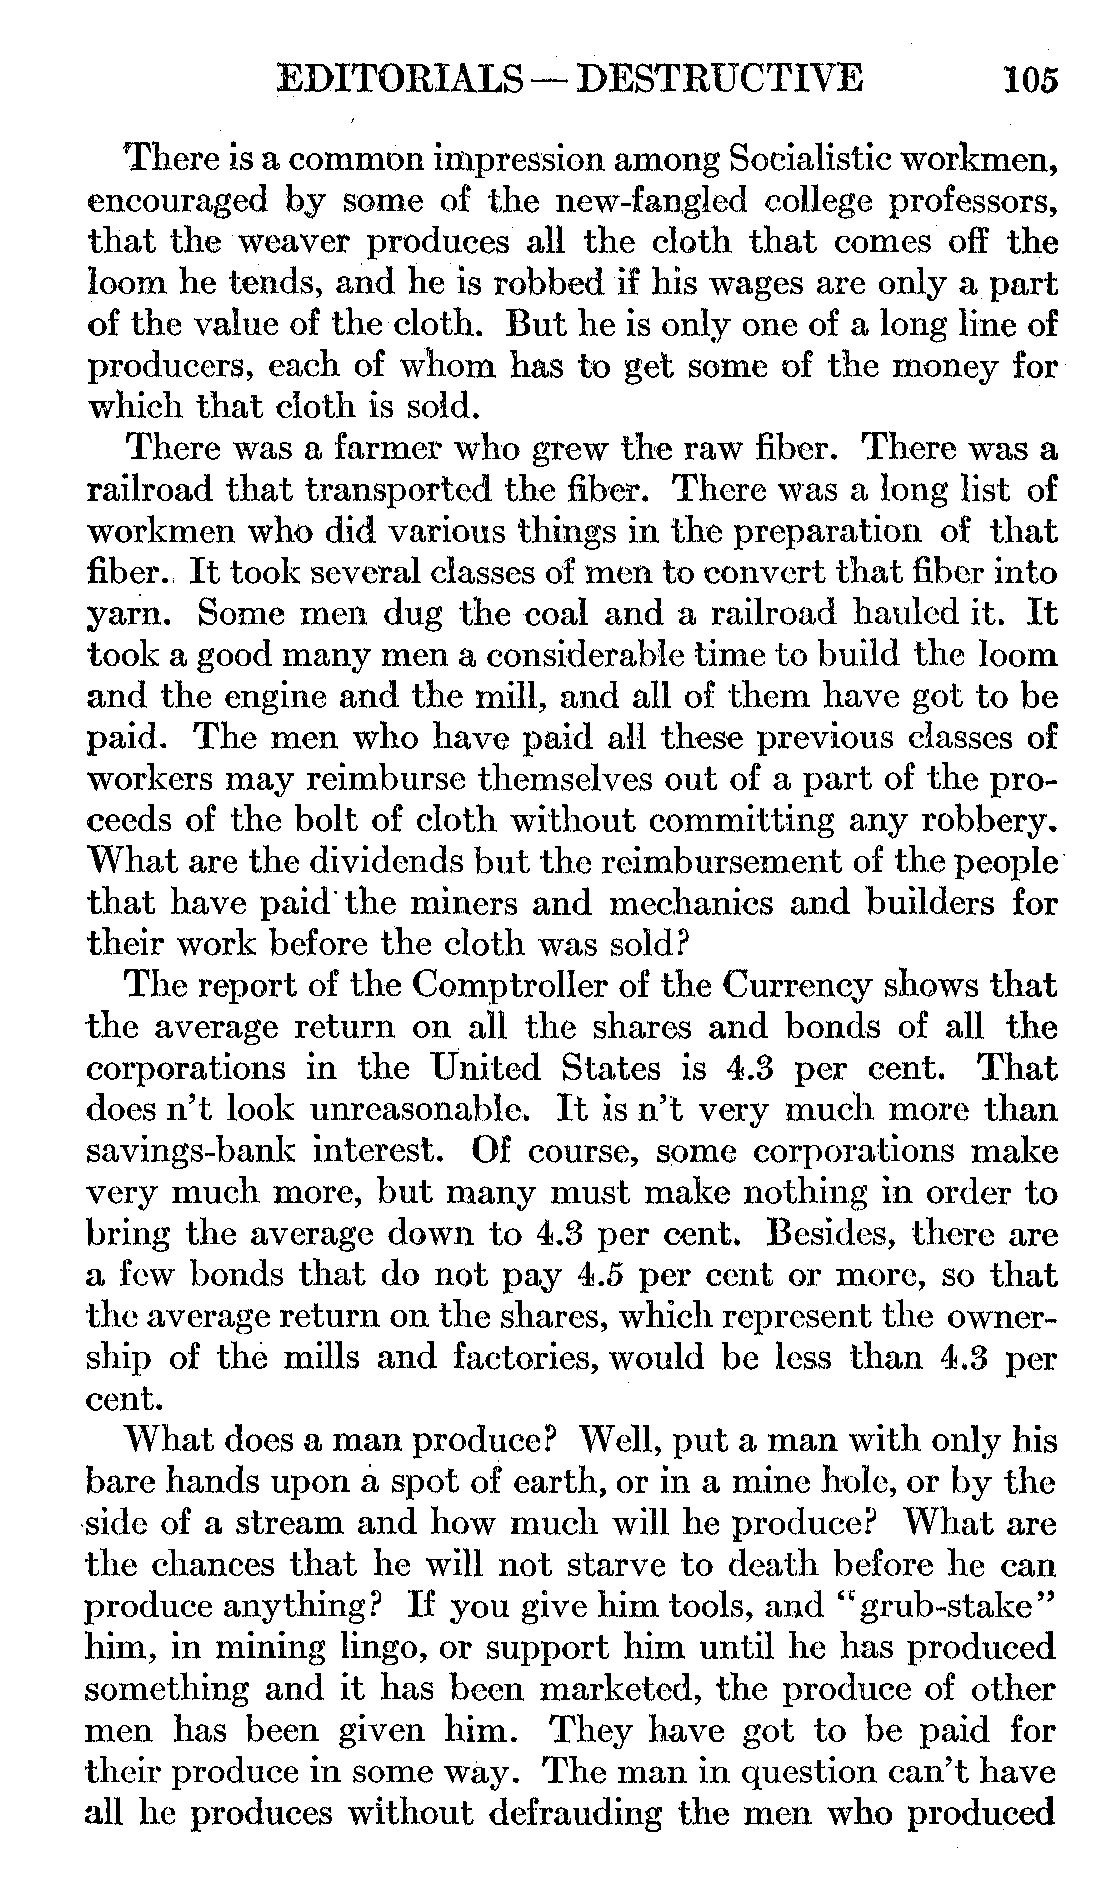 EDITORIALS — DESTRUCTIVE 105
There is a common impression among Socialistic workmen,
encouraged by some of the new-fangled college professors,
that the weaver produces all the cloth that comes off the
loom he tends, and he is robbed if his wages are only a part
of the value of the cloth. But he is only one of a long line of
producers, each of whom has to get some of the money for
which that cloth is sold.
There was a farmer who grew the raw fiber. There was a
railroad that transported the fiber. There was a long list of
workmen who did various things in the preparation of that
fiber. It took several classes of men to convert that fiber into
yarn. Some men dug the coal and a railroad hauled it. It
took a good many men a considerable time to build the loom
and the engine and the mill, and all of them have got to be
paid. The men who have paid all these previous classes of
workers may reimburse themselves out of a part of the pro-
ceeds of the bolt of cloth without committing any robbery.
What are the dividends but the reimbursement of the people
that have paid the miners and mechanics and builders for
their work before the cloth was sold?
The report of the Comptroller of the Currency shows that
the average return on all the shares and bonds of all the
corporations in the United States is 4.3 per cent. That
does n't look unreasonable. It is n't very much more than
savings-bank interest. Of course, some corporations make
very much more, but many must make nothing in order to
bring the average down to 4.3 per cent. Besides, there are
a few bonds that do not pay 4.5 per cent or more, so that
the average return on the shares, which represent the owner-
ship of the mills and factories, would be less than 4.3 per
cent.
What does a man produce? Well, put a man with only his
bare hands upon a spot of earth, or in a mine hole, or by the
side of a stream and how much will he produce? What are
the chances that he will not starve to death before he can
produce anything? If you give him tools, and "grub-stake"
him, in mining lingo, or support him until he has produced
something and it has been marketed, the produce of other
men has been given him. They have got to be paid for
their produce in some way. The man in question can't have
all he produces without defrauding the men who produced